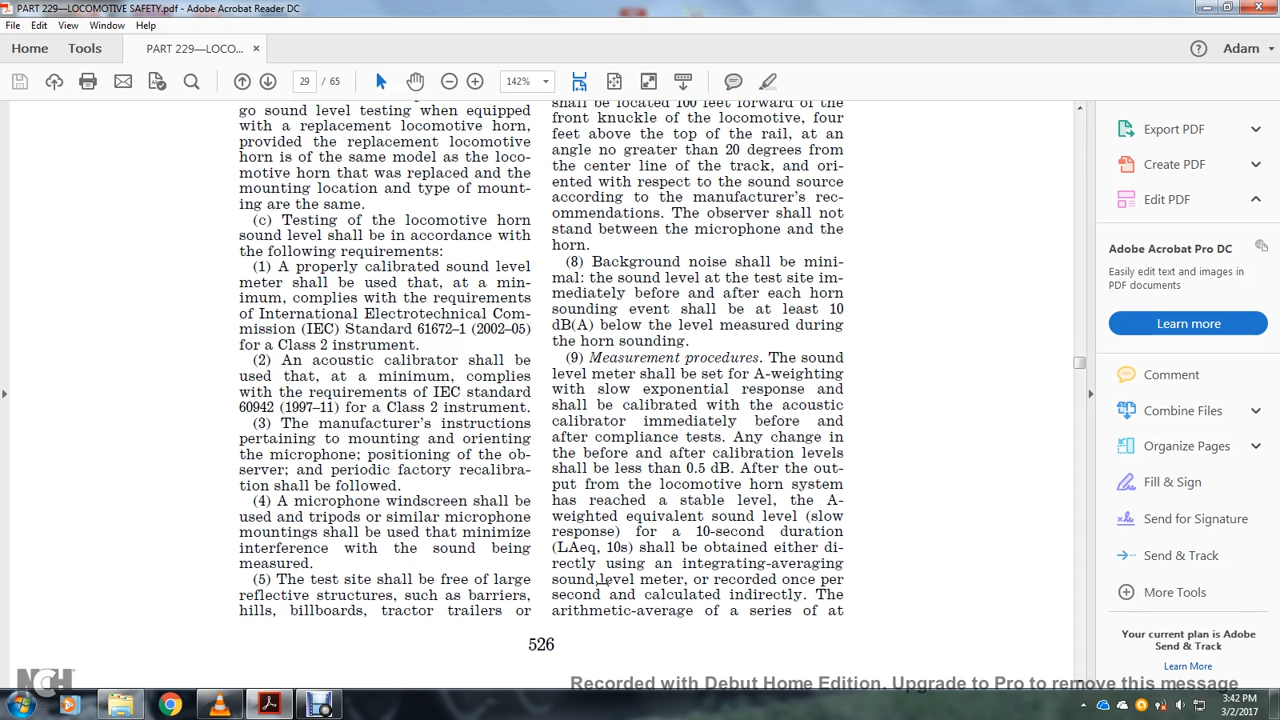 PART 229—LOCOMOTIVE SAFETY.pdf - Adobe Acrobat Reader DC
File Edit View Window Help
Home Tools PART 229—LOCO... × Adam
29 / 65 142%
go sound level testing when equipped
with a replacement locomotive horn,
provided the replacement locomotive
horn is of the same model as the loco-
motive horn that was replaced and the
mounting location and type of mount-
ing are the same.
(c) Testing of the locomotive horn
sound level shall be in accordance with
the following requirements:
(1) A properly calibrated sound level
meter shall be used that, at a min-
imum, complies with the requirements
of International Electrotechnical Com-
mission (IEC) Standard 61672–1 (2002–05)
for a Class 2 instrument.
(2) An acoustic calibrator shall be
used that, at a minimum, complies
with the requirements of IEC standard
60942 (1997–11) for a Class 2 instrument.
(3) The manufacturer's instructions
pertaining to mounting and orienting
the microphone; positioning of the ob-
server; and periodic factory recalibra-
tion shall be followed.
(4) A microphone windscreen shall be
used and tripods or similar microphone
mountings shall be used that minimize
interference with the sound being
measured.
(5) The test site shall be free of large
reflective structures, such as barriers,
hills, billboards, tractor trailers or
shall be located 100 feet forward of the
front knuckle of the locomotive, four
feet above the top of the rail, at an
angle no greater than 20 degrees from
the center line of the track, and ori-
ented with respect to the sound source
according to the manufacturer's rec-
ommendations. The observer shall not
stand between the microphone and the
horn.
(8) Background noise shall be mini-
mal: the sound level at the test site im-
mediately before and after each horn
sounding event shall be at least 10
dB(A) below the level measured during
the horn sounding.
(9) Measurement procedures. The sound
level meter shall be set for A-weighting
with slow exponential response and
shall be calibrated with the acoustic
calibrator immediately before and
after compliance tests. Any change in
the before and after calibration levels
shall be less than 0.5 dB. After the out-
put from the locomotive horn system
has reached a stable level, the A-
weighted equivalent sound level (slow
response) for a 10-second duration
(LAeq, 10s) shall be obtained either di-
rectly using an integrating-averaging
sound level meter, or recorded once per
second and calculated indirectly. The
arithmetic-average of a series of at
526
Export PDF
Create PDF
Edit PDF
Adobe Acrobat Pro DC
Easily edit text and images in
PDF documents
Learn more
Comment
Combine Files
Organize Pages
Fill & Sign
Send for Signature
Send & Track
More Tools
Your current plan is Adobe
Send & Track
Learn More
NCH
Recorded with Debut Home Edition. Upgrade to Pro to remove this message
3:42 PM
3/2/2017